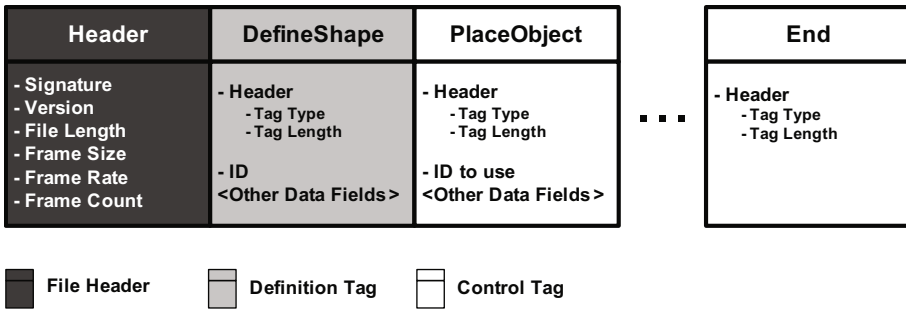 Header
- Signature
- Version
- File Length
- Frame Size
- Frame Rate
- Frame Count
DefineShape
- Header
- Tag Type
- Tag Length
- ID
<Other Data Fields>
PlaceObject
- Header
- Tag Type
- Tag Length
- ID to use
<Other Data Fields>
...
End
- Header
- Tag Type
- Tag Length
File Header
Definition Tag
Control Tag